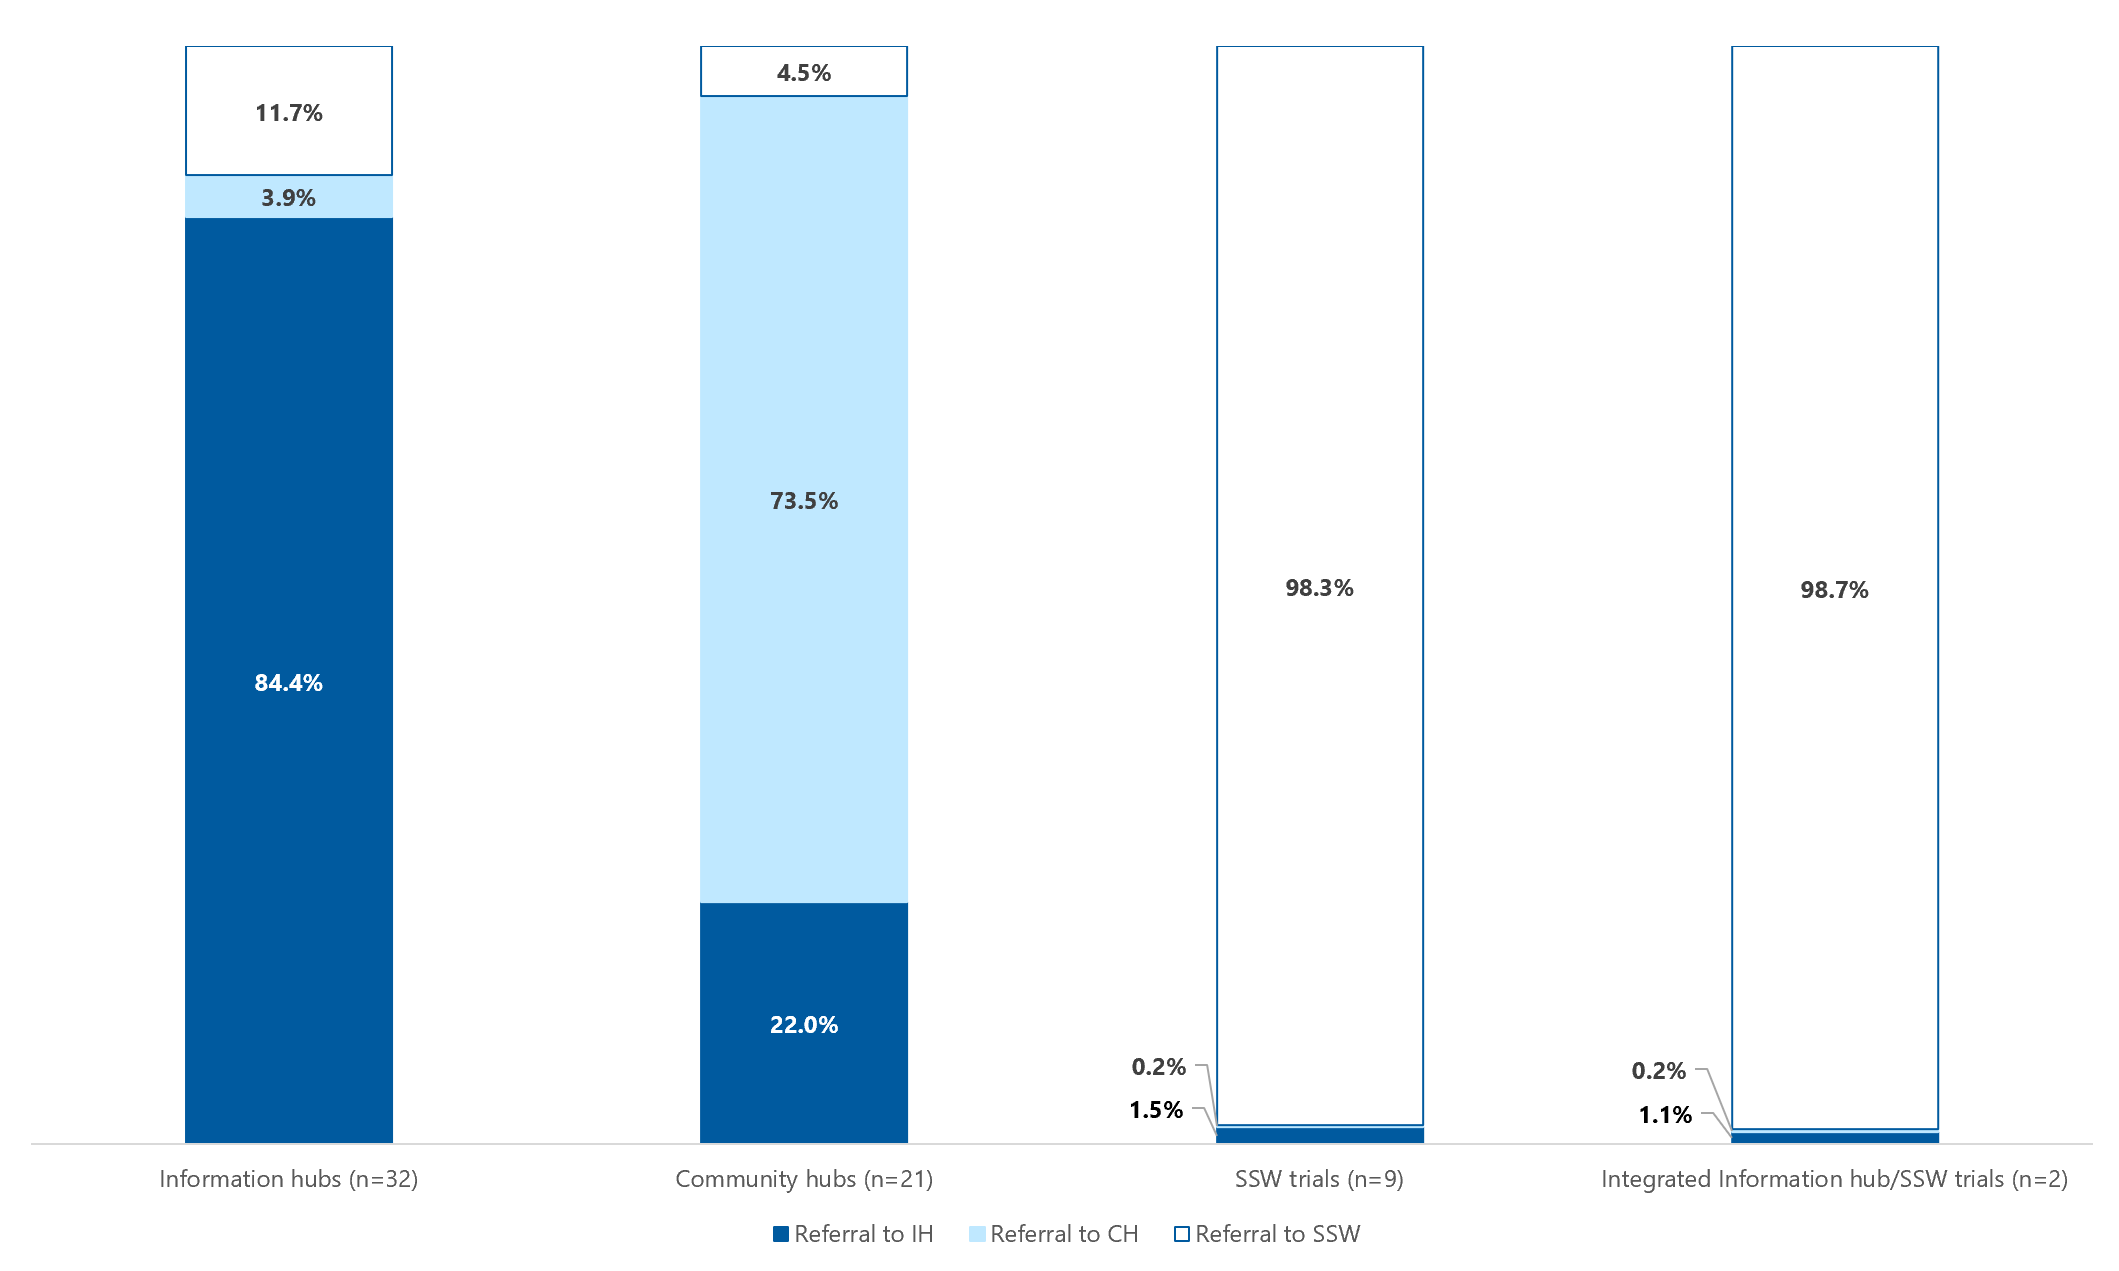 11.7%
3.9%
84.4%
4.5%
73.5%
22.0%
98.3%
0.2%
1.5%
98.7%
0.2%
1.1%
Information hubs (n=32)
Community hubs (n=21)
SSW trials (n=9)
Integrated Information hub/SSW trials (n=2)
Referral to IH
Referral to CH
Referral to SSW